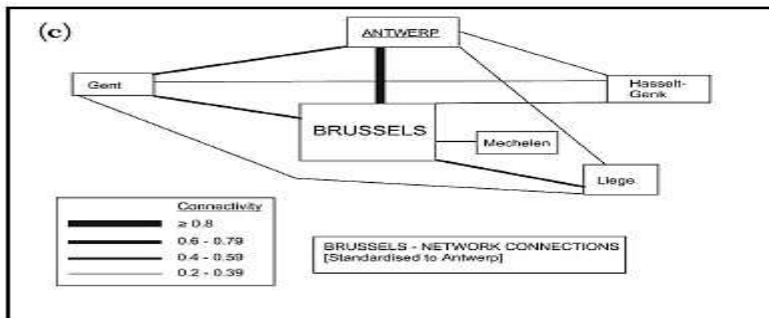 (c)
ANTWERP
Gent
Hasselt-
Genk
BRUSSELS
Mechelen
Liege
Connectivity
≥ 0.8
0.6 - 0.79
0.4 - 0.59
0.2 - 0.39
BRUSSELS - NETWORK CONNECTIONS
[Standardised to Antwerp]